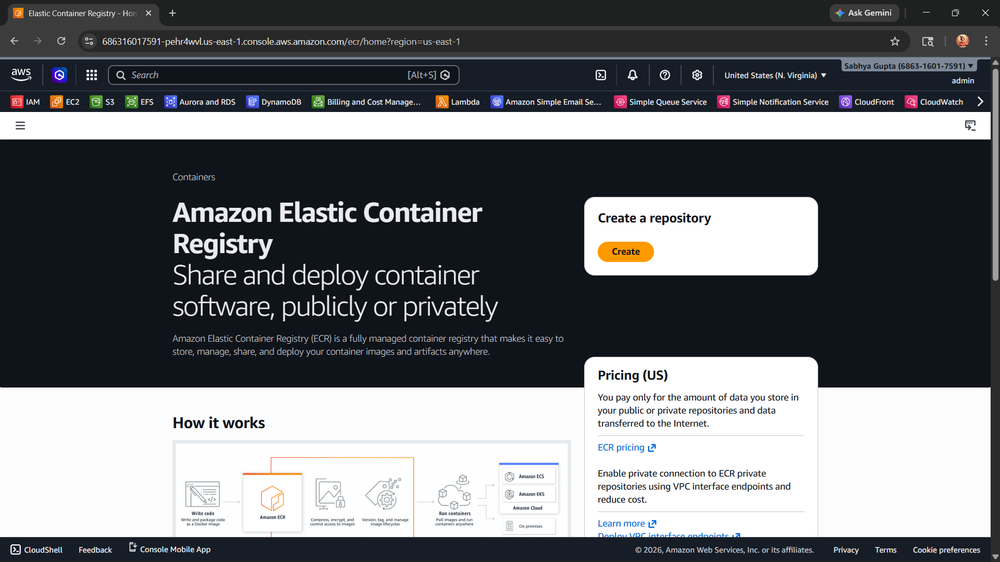 Elastic Container Registry - Hon
Ask Gemini
686316017591-pehr4wvl.us-east-1.console.aws.amazon.com/ecr/home?region=us-east-1
aws
Search
[Alt+S]
United States (N. Virginia)
Sabhya Gupta (6863-1601-7591)
admin
IAM
EC2
S3
EFS
Aurora and RDS
DynamoDB
Billing and Cost Manage...
Lambda
Amazon Simple Email Se...
Simple Queue Service
Simple Notification Service
CloudFront
CloudWatch
Containers
Amazon Elastic Container
Registry
Share and deploy container
software, publicly or privately
Amazon Elastic Container Registry (ECR) is a fully managed container registry that makes it easy to
store, manage, share, and deploy your container images and artifacts anywhere.
Create a repository
Create
Pricing (US)
You pay only for the amount of data you store in
your public or private repositories and data
transferred to the Internet.
ECR pricing
Enable private connection to ECR private
repositories using VPC interface endpoints and
reduce cost.
Learn more
Deploy VPC interface endpoints
How it works
Write code
Write and package code
as a Docker image
Amazon ECR
Compress, encrypt, and
control access to images
Version, tag, and manage
image lifecycles
Run containers
Pull images and run
containers anywhere
Amazon ECS
Amazon EKS
Amazon Cloud
On premises
CloudShell
Feedback
Console Mobile App
© 2026, Amazon Web Services, Inc. or its affiliates.
Privacy
Terms
Cookie preferences